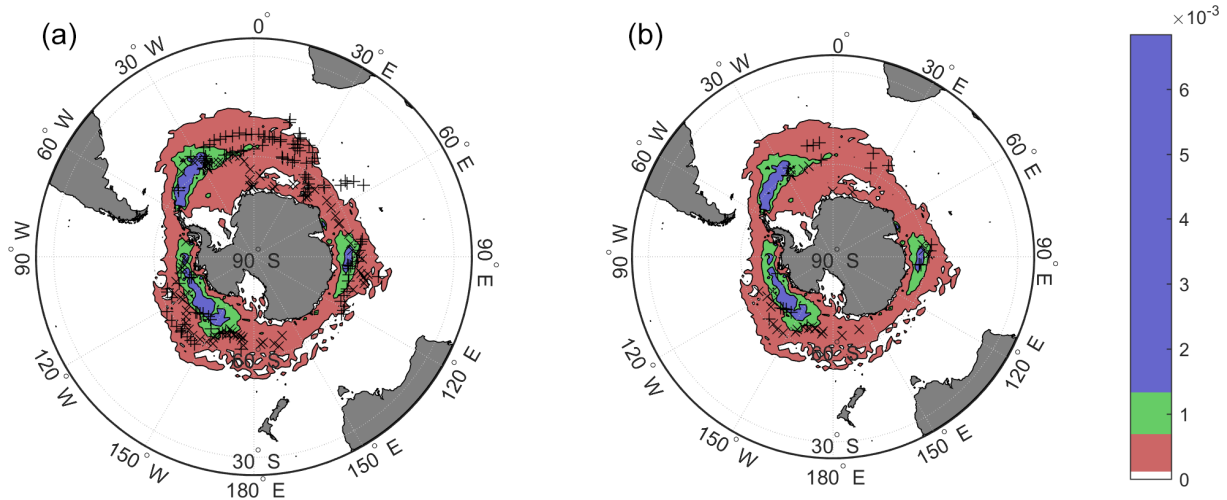 (a)
0°
30° E
60° E
90° E
120° E
150° E
180° E
150° W
120° W
90° W
60° W
30° W
90° S
60° S
30° S
(b)
0°
30° E
60° E
90° E
120° E
150° E
180° E
150° W
120° W
90° W
60° W
30° W
90° S
60° S
30° S
×10⁻³
6
5
4
3
2
1
0